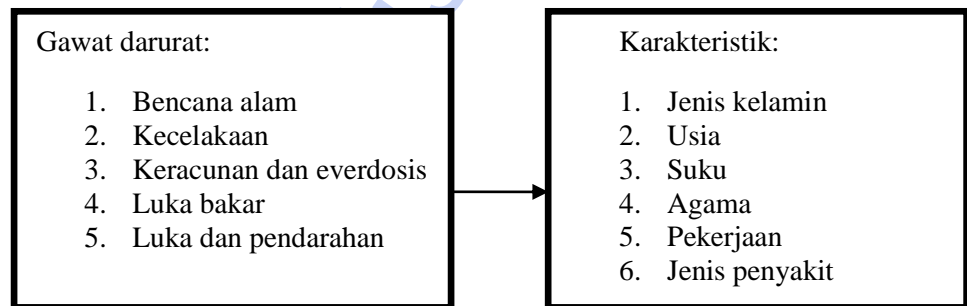 Gawat darurat:
1. Bencana alam
2. Kecelakaan
3. Keracunan dan everdosis
4. Luka bakar
5. Luka dan pendarahan
Karakteristik:
1. Jenis kelamin
2. Usia
3. Suku
4. Agama
5. Pekerjaan
6. Jenis penyakit